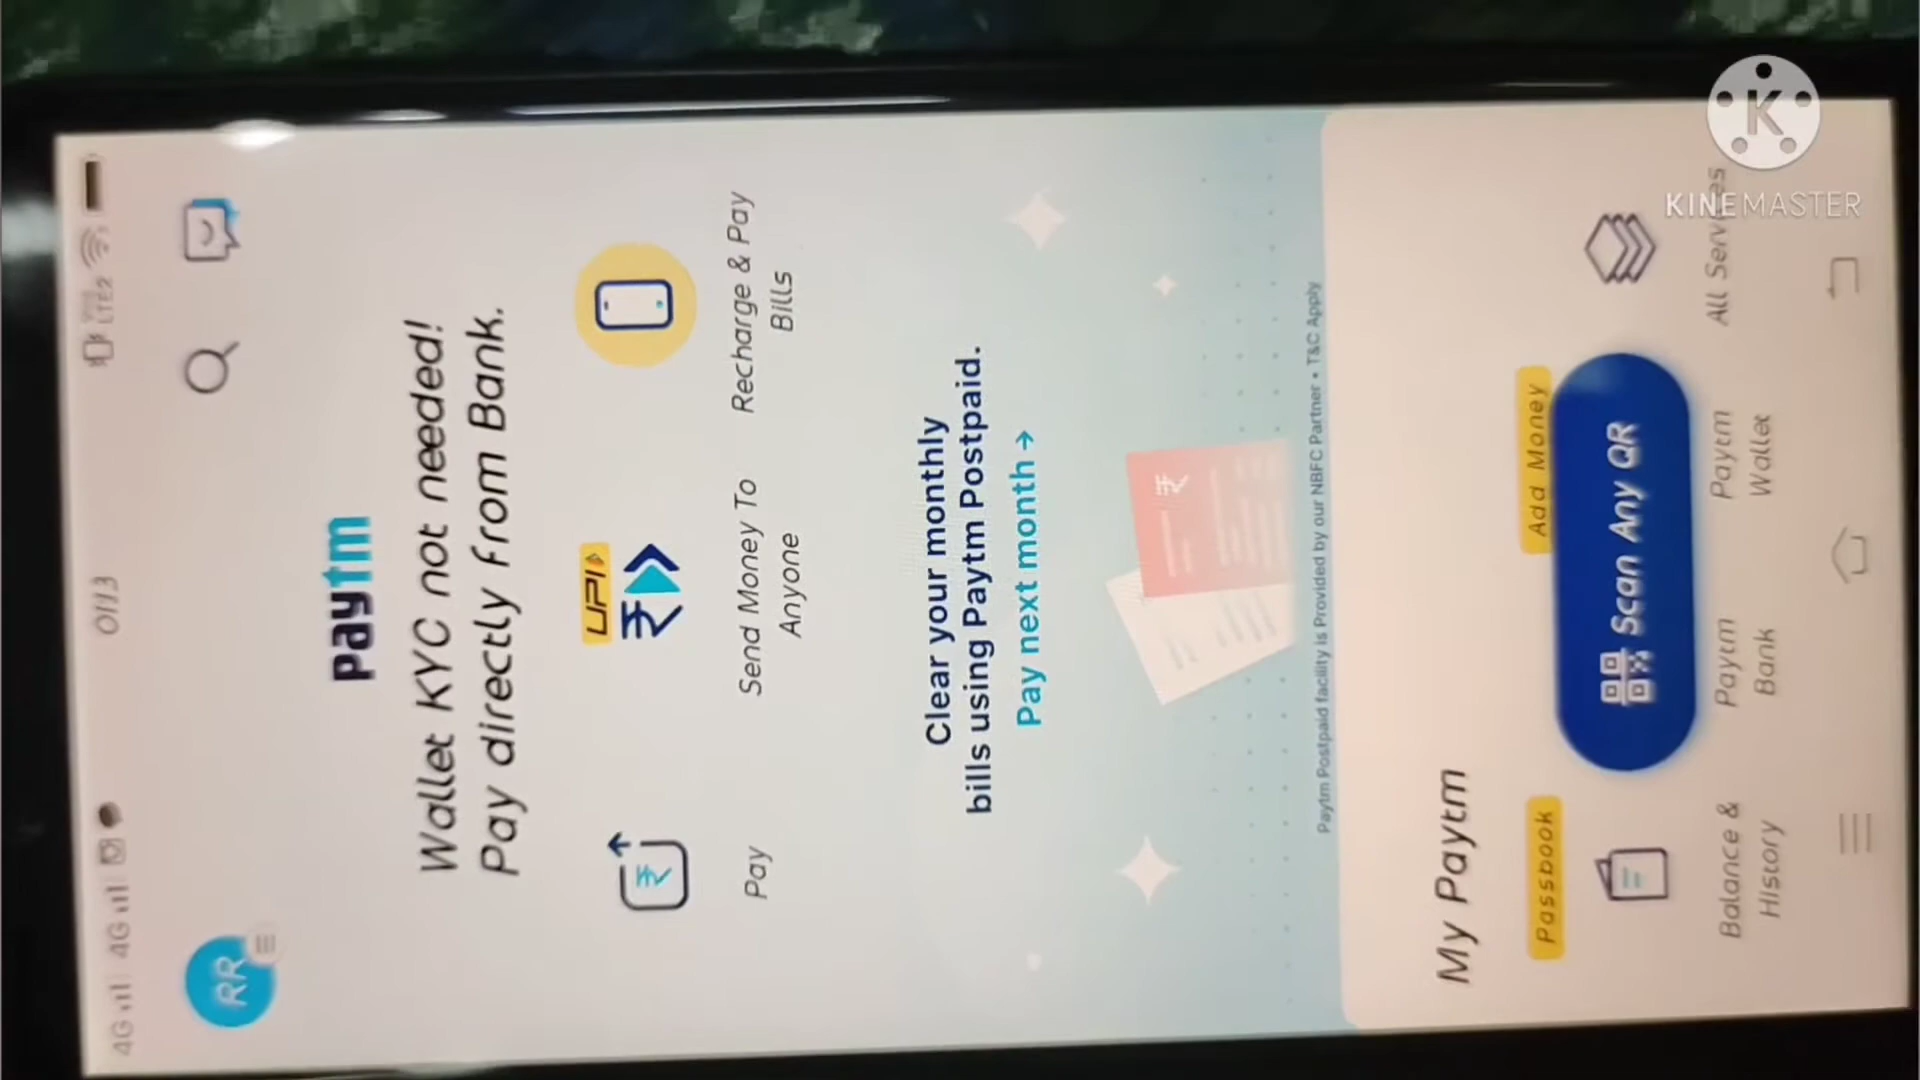 4G 4G 01:13 LTE2
RR
paytm
Wallet KYC not needed!
Pay directly from Bank.
UPI
Pay
Send Money To
Anyone
Recharge & Pay
Bills
Clear your monthly
bills using Paytm Postpaid.
Pay next month →
Paytm Postpaid facility is Provided by our NBFC Partner • T&C Apply
My Paytm
Passbook
Add Money
Scan Any QR
Balance &
History
Paytm
Bank
Paytm
Wallet
All Services
K
KINEMASTER